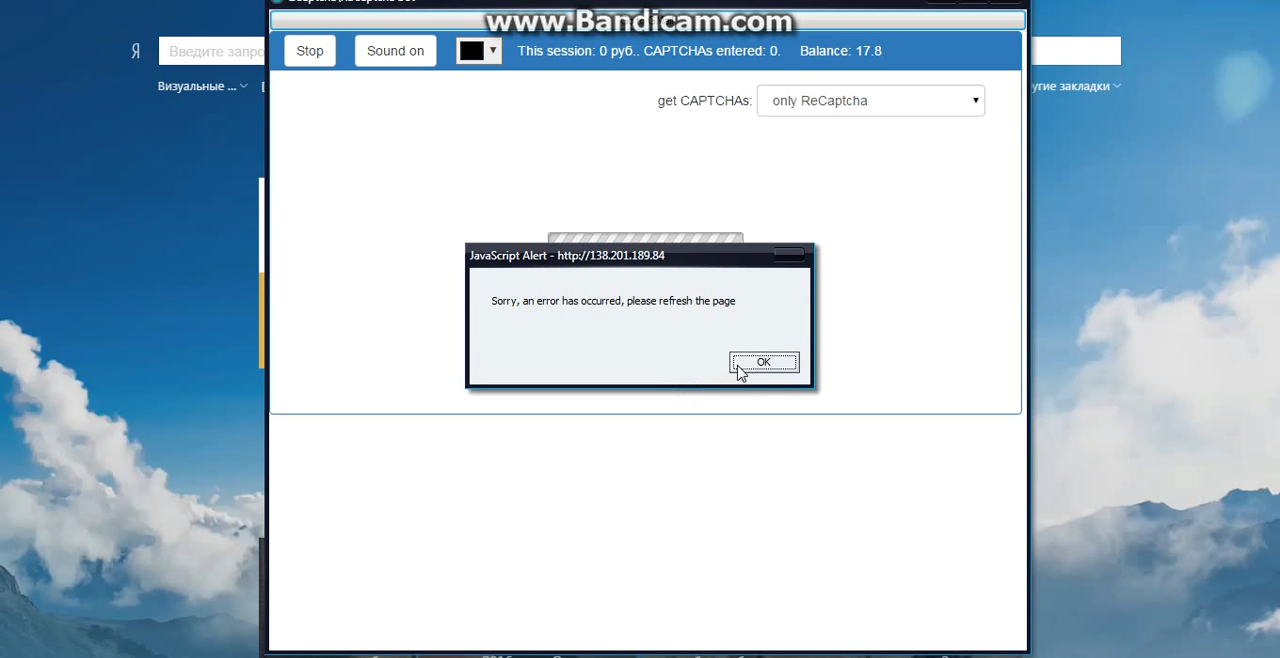 www.Bandicam.com
Я
Введите запро
Stop
Sound on
This session: 0 руб.. CAPTCHAs entered: 0. Balance: 17.8
Визуальные ...
угие закладки
get CAPTCHAs:
only ReCaptcha
JavaScript Alert - http://138.201.189.84
Sorry, an error has occurred, please refresh the page
OK